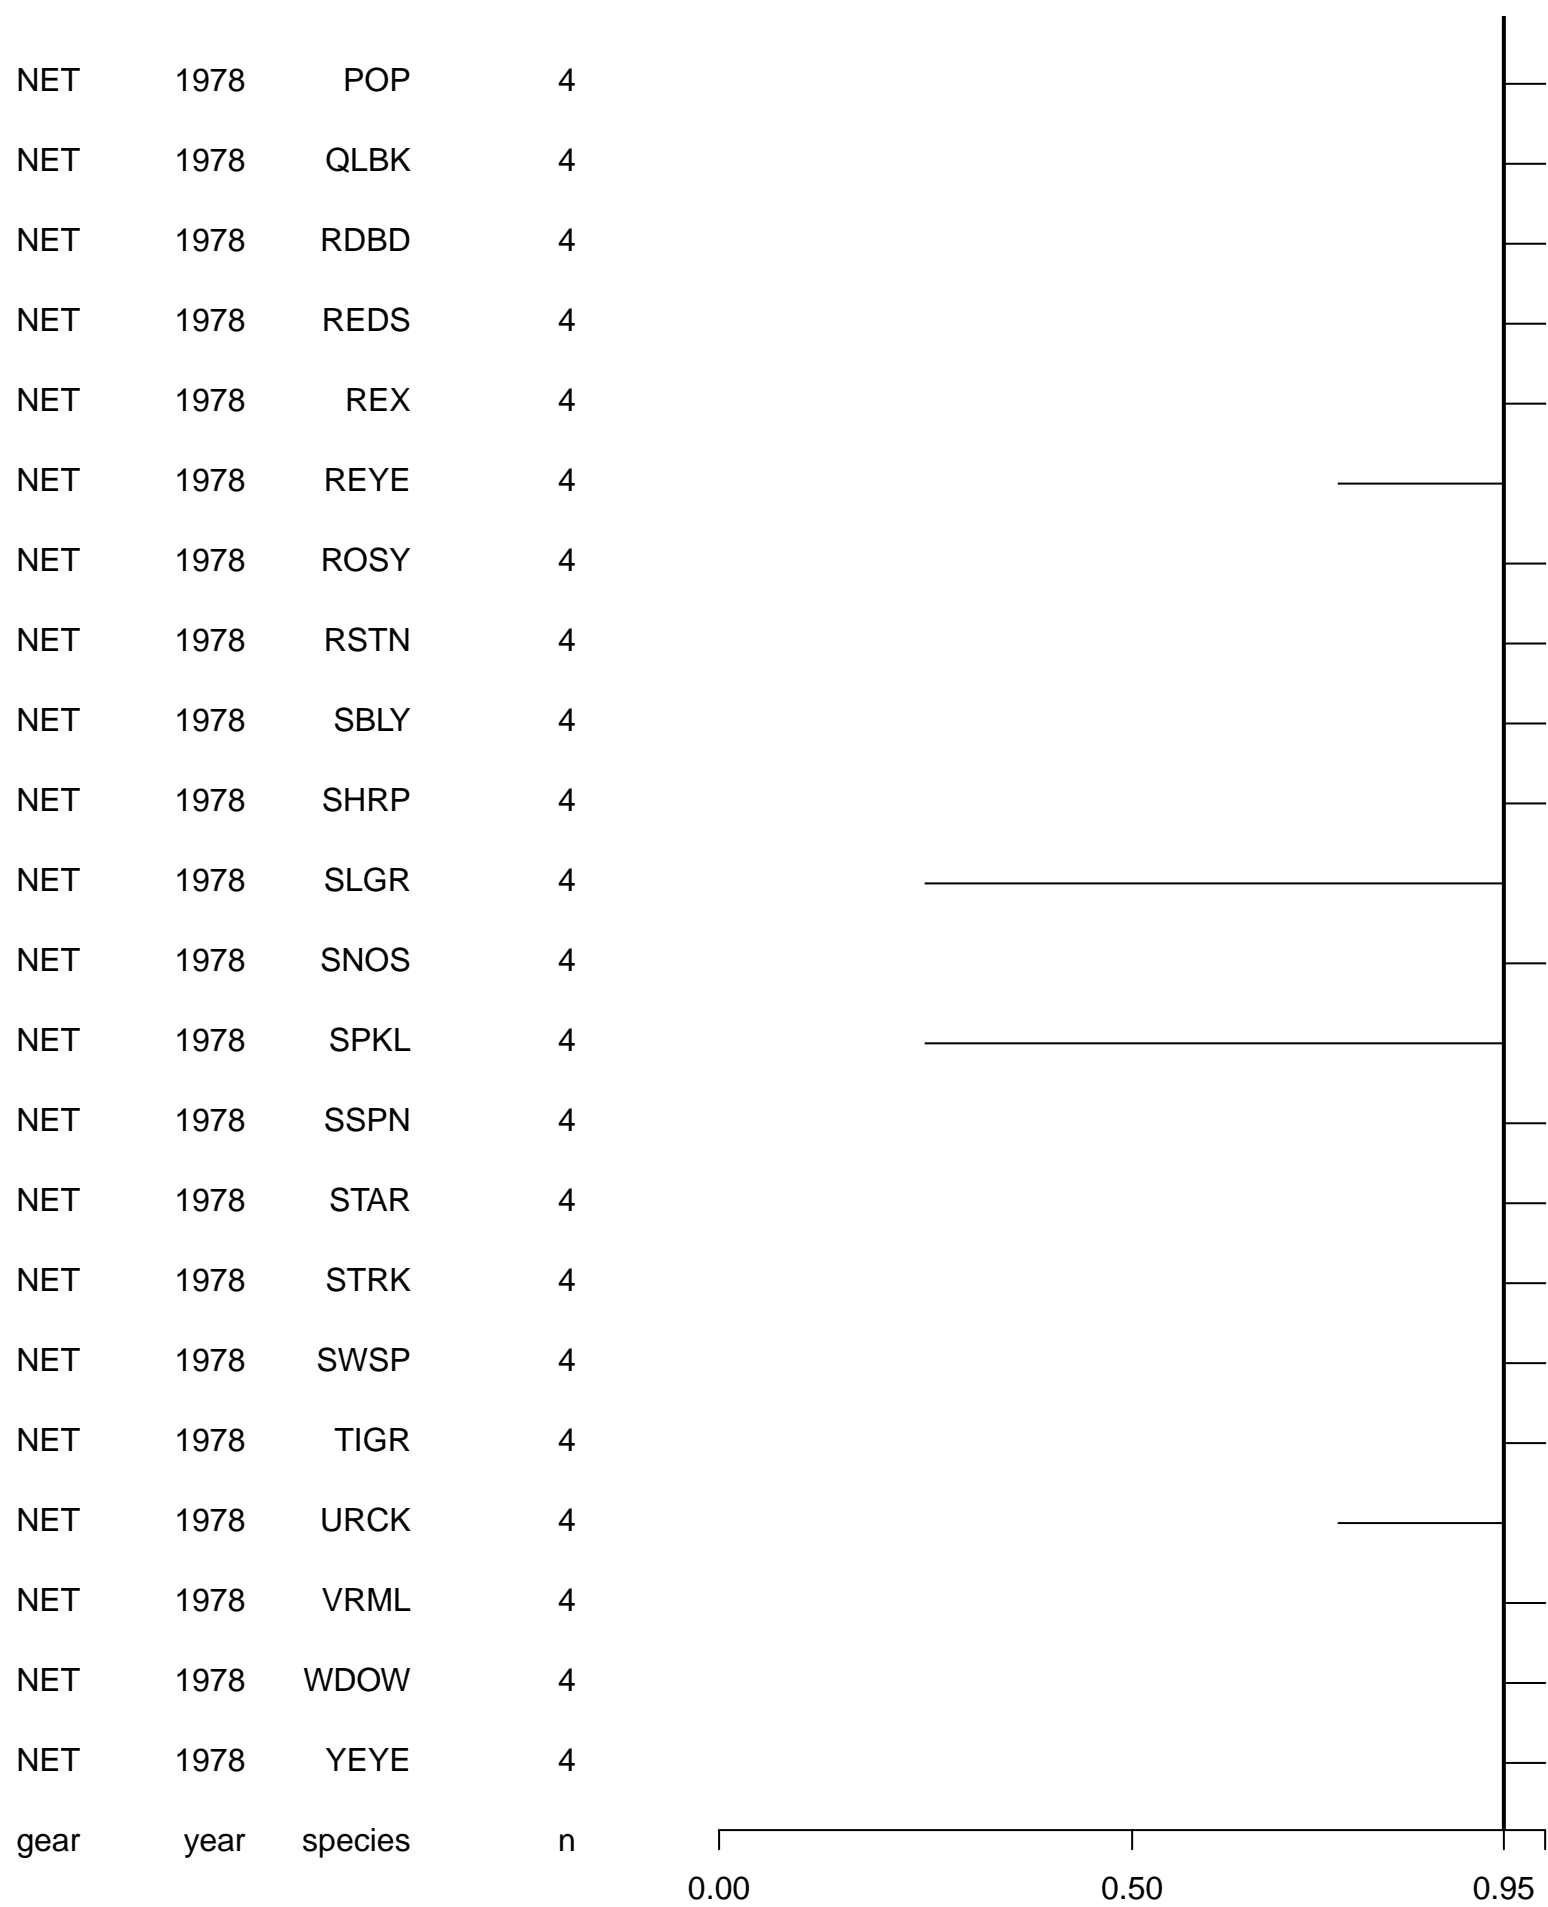 NET 1978 POP 4
NET 1978 QLBK 4
NET 1978 RDBD 4
NET 1978 REDS 4
NET 1978 REX 4
NET 1978 REYE 4
NET 1978 ROSY 4
NET 1978 RSTN 4
NET 1978 SBLY 4
NET 1978 SHRP 4
NET 1978 SLGR 4
NET 1978 SNOS 4
NET 1978 SPKL 4
NET 1978 SSPN 4
NET 1978 STAR 4
NET 1978 STRK 4
NET 1978 SWSP 4
NET 1978 TIGR 4
NET 1978 URCK 4
NET 1978 VRML 4
NET 1978 WDOW 4
NET 1978 YEYE 4
gear year species n
0.00 0.50 0.95